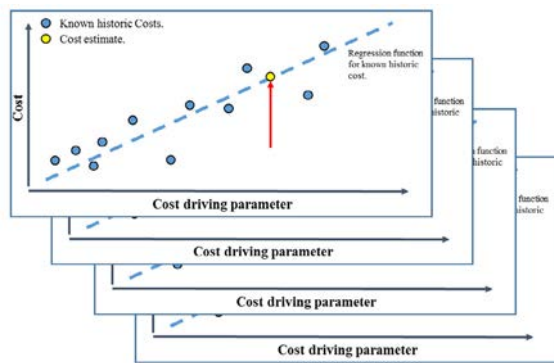 Known historic Costs.
Cost estimate.
Regression function
for known historic
cost.
Cost
Cost driving parameter
function
historic
Cost driving parameter
function
historic
Cost driving parameter
function
historic
Cost driving parameter